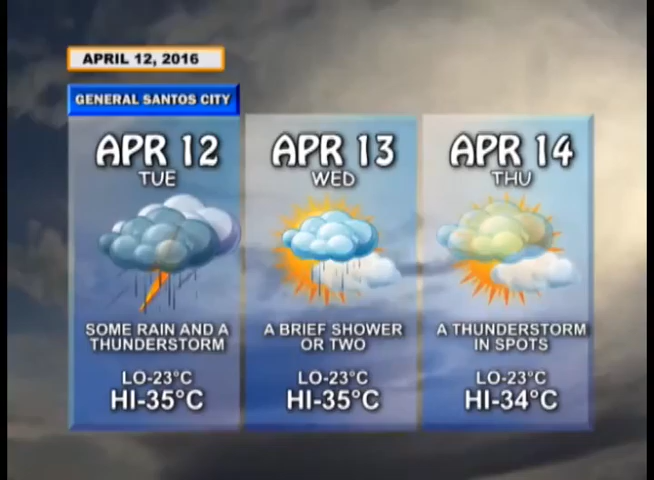 APRIL 12, 2016
GENERAL SANTOS CITY
APR 12
TUE
SOME RAIN AND A
THUNDERSTORM
LO-23°C
HI-35°C
APR 13
WED
A BRIEF SHOWER
OR TWO
LO-23°C
HI-35°C
APR 14
THU
A THUNDERSTORM
IN SPOTS
LO-23°C
HI-34°C